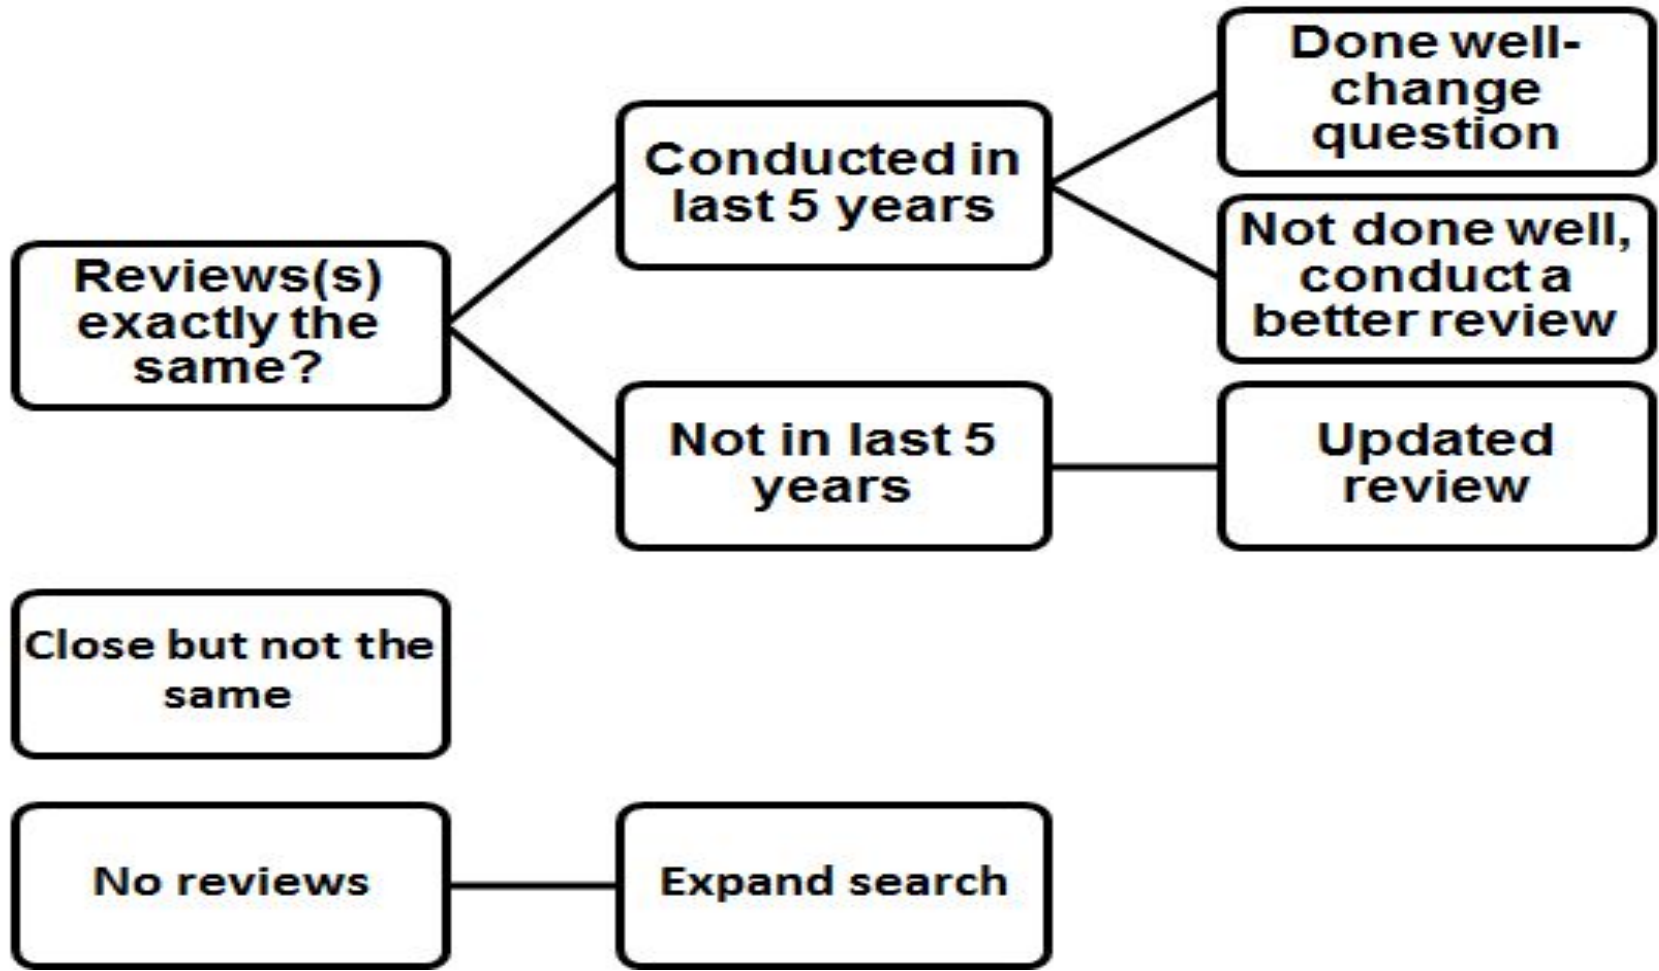 Reviews(s)
exactly the
same?
Conducted in
last 5 years
Done well-
change
question
Not done well,
conduct a
better review
Not in last 5
years
Updated
review
Close but not the
same
No reviews
Expand search